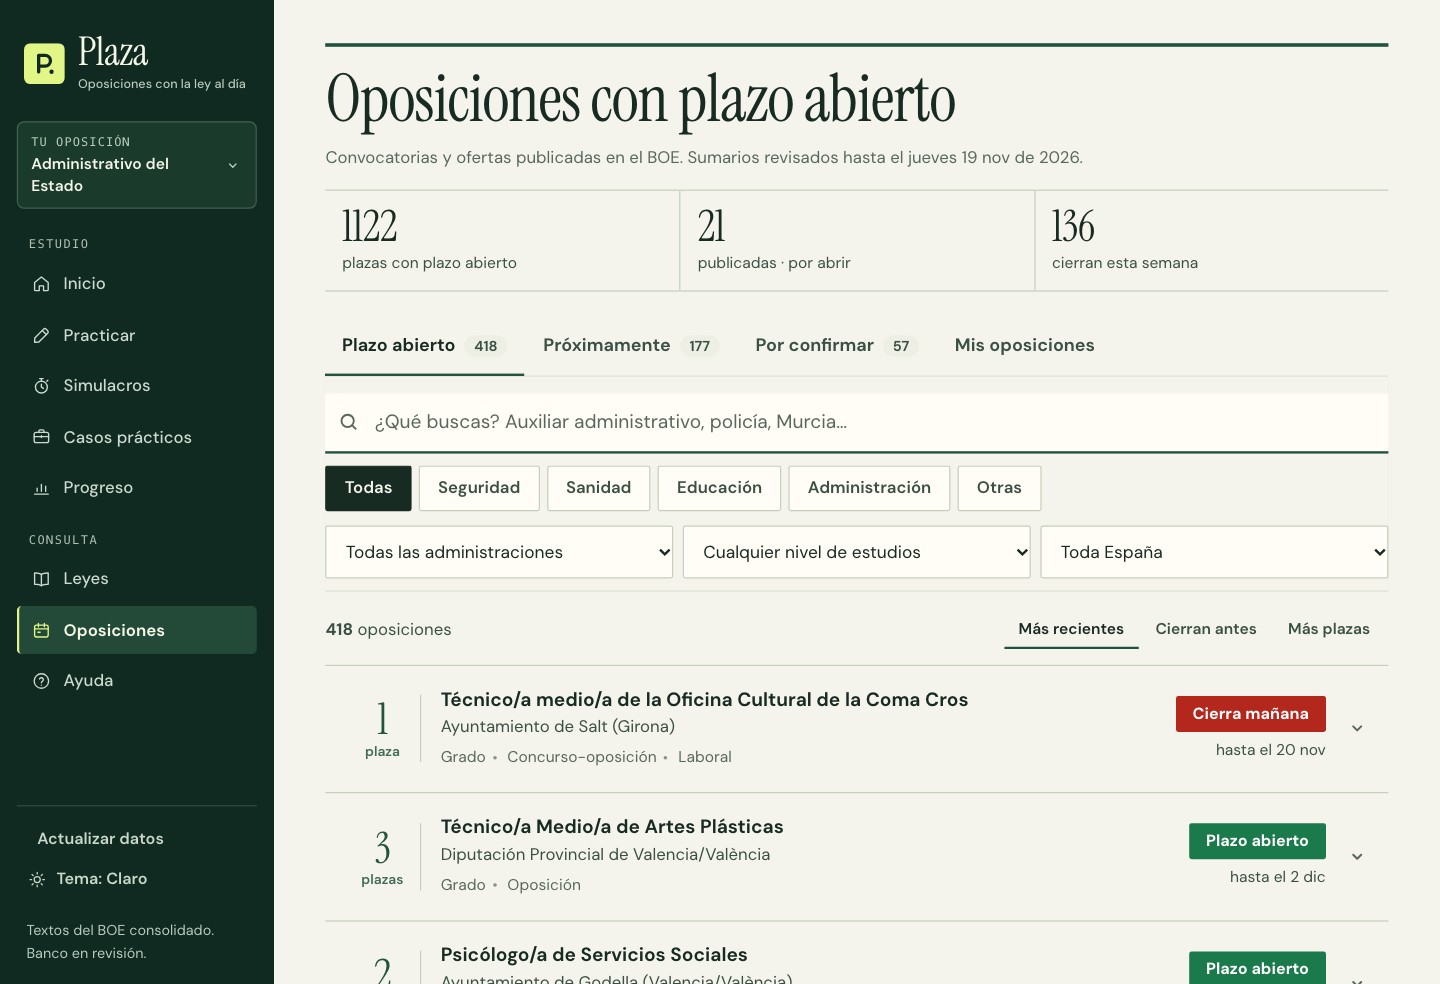 P.
Plaza
Oposiciones con la ley al día
TU OPOSICIÓN
Administrativo del
Estado
ESTUDIO
Inicio
Practicar
Simulacros
Casos prácticos
Progreso
CONSULTA
Leyes
Oposiciones
Ayuda
Actualizar datos
Tema: Claro
Textos del BOE consolidado.
Banco en revisión.
Oposiciones con plazo abierto
Convocatorias y ofertas publicadas en el BOE. Sumarios revisados hasta el jueves 19 nov de 2026.
1122
plazas con plazo abierto
21
publicadas · por abrir
136
cierran esta semana
Plazo abierto 418 Próximamente 177 Por confirmar 57 Mis oposiciones
¿Qué buscas? Auxiliar administrativo, policía, Murcia…
Todas Seguridad Sanidad Educación Administración Otras
Todas las administraciones Cualquier nivel de estudios Toda España
418 oposiciones Más recientes Cierran antes Más plazas
1
plaza
Técnico/a medio/a de la Oficina Cultural de la Coma Cros
Ayuntamiento de Salt (Girona)
Grado • Concurso-oposición • Laboral
Cierra mañana
hasta el 20 nov
3
plazas
Técnico/a Medio/a de Artes Plásticas
Diputación Provincial de Valencia/València
Grado • Oposición
Plazo abierto
hasta el 2 dic
2
Psicólogo/a de Servicios Sociales
Ayuntamiento de Godella (Valencia/València)
Plazo abierto